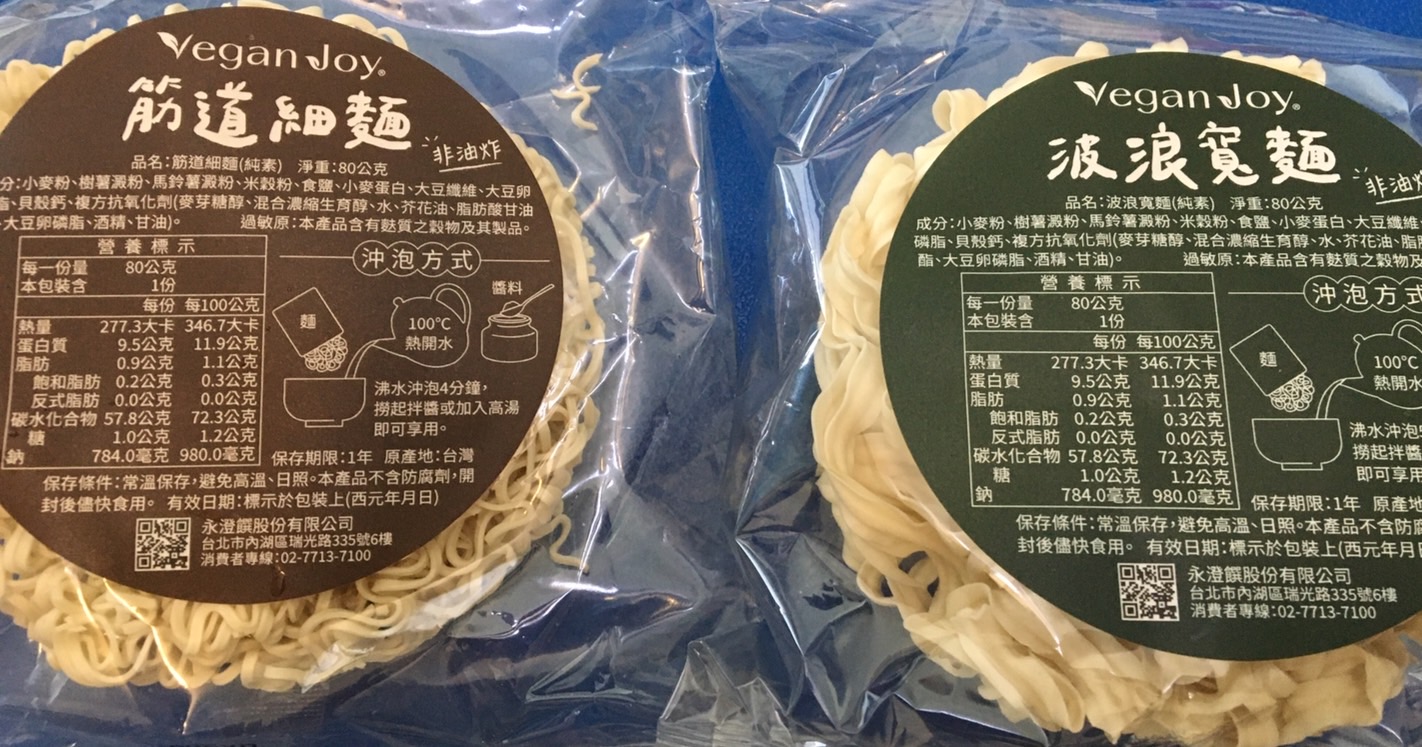 Vegan Joy®
筋道細麵
非油炸
品名:筋道細麵(純素) 淨重:80公克
分:小麥粉、樹薯澱粉、馬鈴薯澱粉、米穀粉、食鹽、小麥蛋白、大豆纖維、大豆卵
脂、貝殼鈣、複方抗氧化劑(麥芽糖醇、混合濃縮生育醇、水、芥花油、脂肪酸甘油
、大豆卵磷脂、酒精、甘油)。 過敏原:本產品含有麩質之穀物及其製品。
營養標示
每一份量 80公克
本包裝含 1份
每份 每100公克
熱量 277.3大卡 346.7大卡
蛋白質 9.5公克 11.9公克
脂肪 0.9公克 1.1公克
飽和脂肪 0.2公克 0.3公克
反式脂肪 0.0公克 0.0公克
碳水化合物 57.8公克 72.3公克
糖 1.0公克 1.2公克
鈉 784.0毫克 980.0毫克
沖泡方式
麵
100°C
熱開水
醬料
沸水沖泡4分鐘,
撈起拌醬或加入高湯
即可享用。
保存期限:1年 原產地:台灣
保存條件:常溫保存,避免高溫、日照。本產品不含防腐劑,開
封後儘快食用。 有效日期:標示於包裝上(西元年月日)
永澄饌股份有限公司
台北市內湖區瑞光路335號6樓
消費者專線:02-7713-7100
Vegan Joy®
波浪寬麵
非油炸
品名:波浪寬麵(純素) 淨重:80公克
成分:小麥粉、樹薯澱粉、馬鈴薯澱粉、米穀粉、食鹽、小麥蛋白、大豆纖維
磷脂、貝殼鈣、複方抗氧化劑(麥芽糖醇、混合濃縮生育醇、水、芥花油、脂肪
酯、大豆卵磷脂、酒精、甘油)。 過敏原:本產品含有麩質之穀物及
營養標示
每一份量 80公克
本包裝含 1份
每份 每100公克
熱量 277.3大卡 346.7大卡
蛋白質 9.5公克 11.9公克
脂肪 0.9公克 1.1公克
飽和脂肪 0.2公克 0.3公克
反式脂肪 0.0公克 0.0公克
碳水化合物 57.8公克 72.3公克
糖 1.0公克 1.2公克
鈉 784.0毫克 980.0毫克
沖泡方式
麵
100°C
熱開水
沸水沖泡
撈起拌醬
即可享用
保存期限:1年 原產地
保存條件:常溫保存,避免高溫、日照。本產品不含防腐
封後儘快食用。 有效日期:標示於包裝上(西元年月日
永澄饌股份有限公司
台北市內湖區瑞光路335號6樓
消費者專線:02-7713-7100